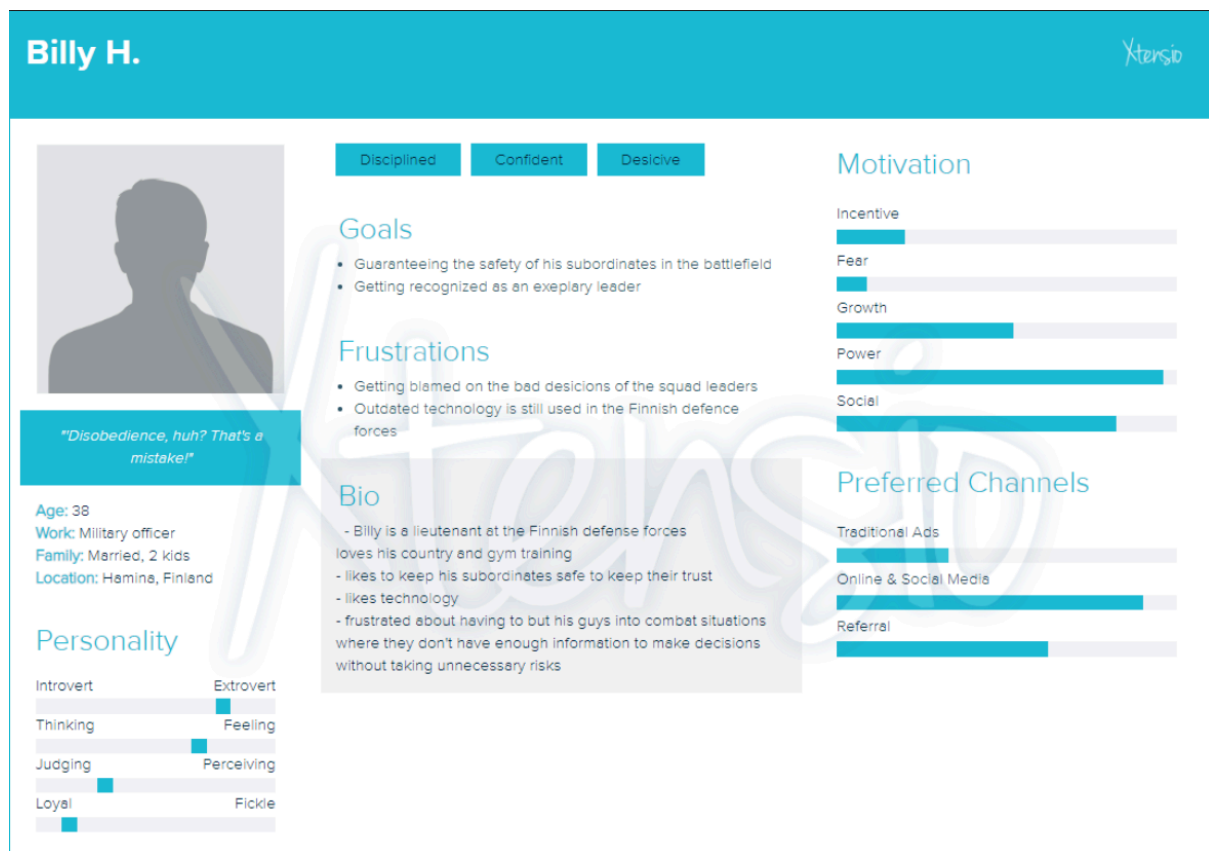 Billy H.
Xtensio
"'Disobedience, huh? That's a
mistake!"
Age: 38
Work: Military officer
Family: Married, 2 kids
Location: Hamina, Finland
Personality
Introvert Extrovert
Thinking Feeling
Judging Perceiving
Loyal Fickle
Disciplined Confident Desicive
Goals
• Guaranteeing the safety of his subordinates in the battlefield
• Getting recognized as an exeplary leader
Frustrations
• Getting blamed on the bad desicions of the squad leaders
• Outdated technology is still used in the Finnish defence
forces
Bio
- Billy is a lieutenant at the Finnish defense forces
loves his country and gym training
- likes to keep his subordinates safe to keep their trust
- likes technology
- frustrated about having to but his guys into combat situations
where they don't have enough information to make decisions
without taking unnecessary risks
Motivation
Incentive
Fear
Growth
Power
Social
Preferred Channels
Traditional Ads
Online & Social Media
Referral
Xtensio